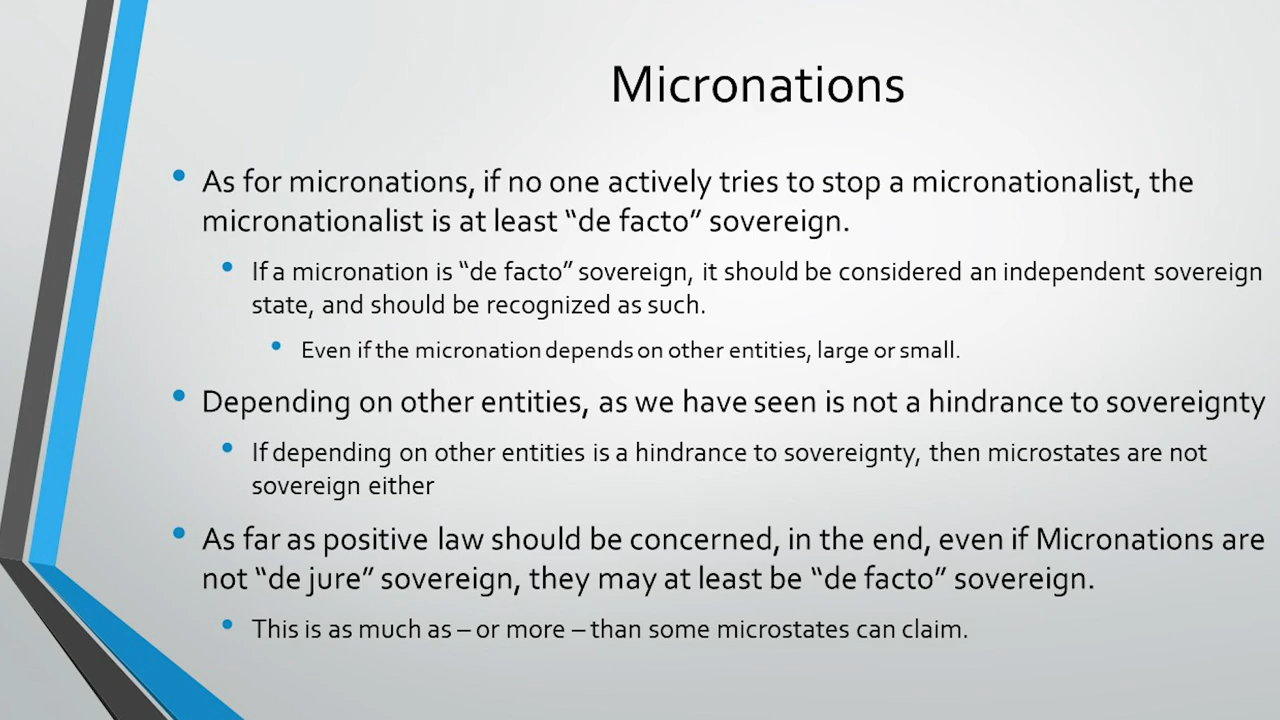 Micronations
• As for micronations, if no one actively tries to stop a micronationalist, the
micronationalist is at least “de facto” sovereign.
• If a micronation is “de facto” sovereign, it should be considered an independent sovereign
state, and should be recognized as such.
• Even if the micronation depends on other entities, large or small.
• Depending on other entities, as we have seen is not a hindrance to sovereignty
• If depending on other entities is a hindrance to sovereignty, then microstates are not
sovereign either
• As far as positive law should be concerned, in the end, even if Micronations are
not “de jure” sovereign, they may at least be “de facto” sovereign.
• This is as much as – or more – than some microstates can claim.